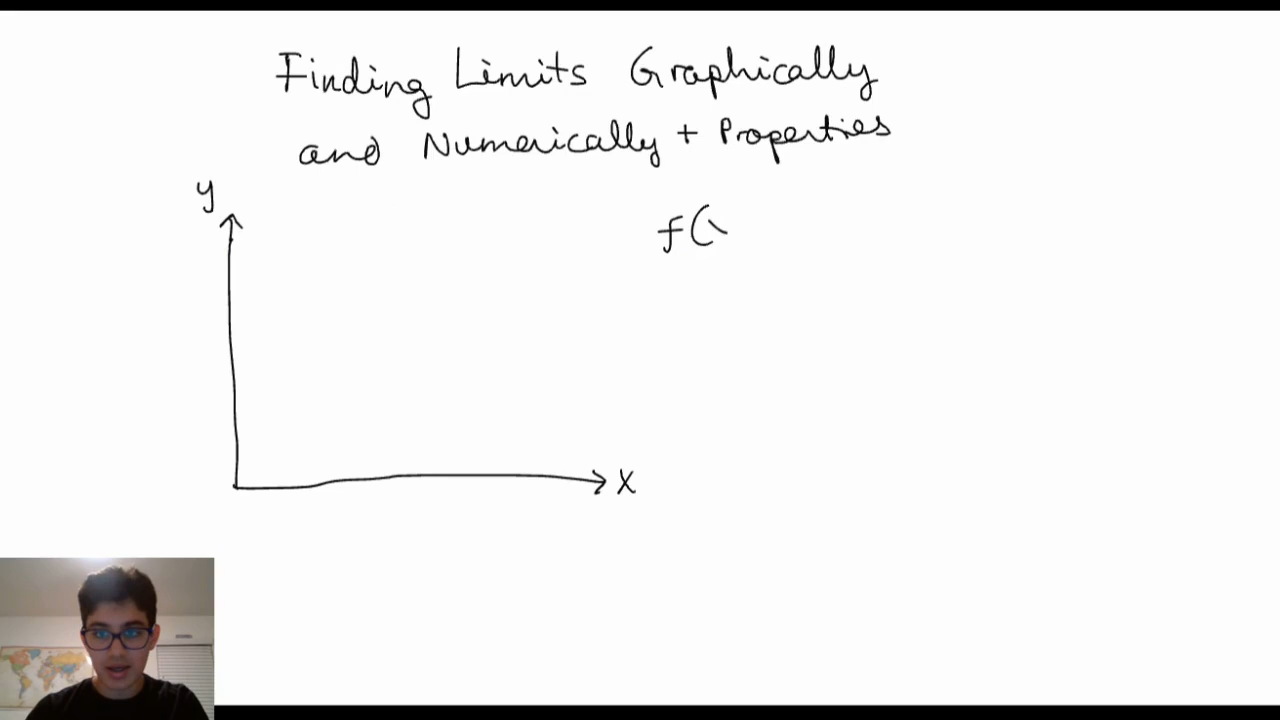 Finding Limits Graphically
and Numerically + Properties
y
f(
x